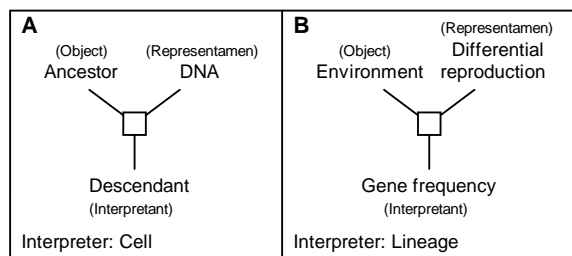 A
(Object) (Representamen)
Ancestor DNA
Descendant
(Interpretant)
Interpreter: Cell
B
(Representamen)
(Object) Differential
Environment reproduction
Gene frequency
(Interpretant)
Interpreter: Lineage